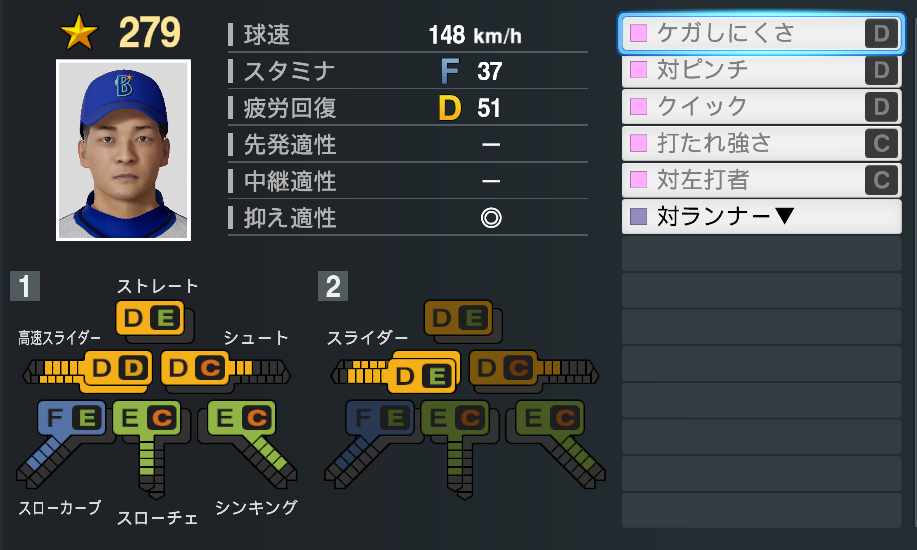 279
球速 148 km/h
スタミナ F 37
疲労回復 D 51
先発適性 ー
中継適性 ー
抑え適性 ◎
B
ケガしにくさ D
対ピンチ D
クイック D
打たれ強さ C
対左打者 C
対ランナー▼
1
ストレート
D E
高速スライダー
シュート
D D
D C
F E
E C
E C
スローカーブ
スローチェ
シンキング
2
D E
スライダー
D E
D C
F E
E C
E C